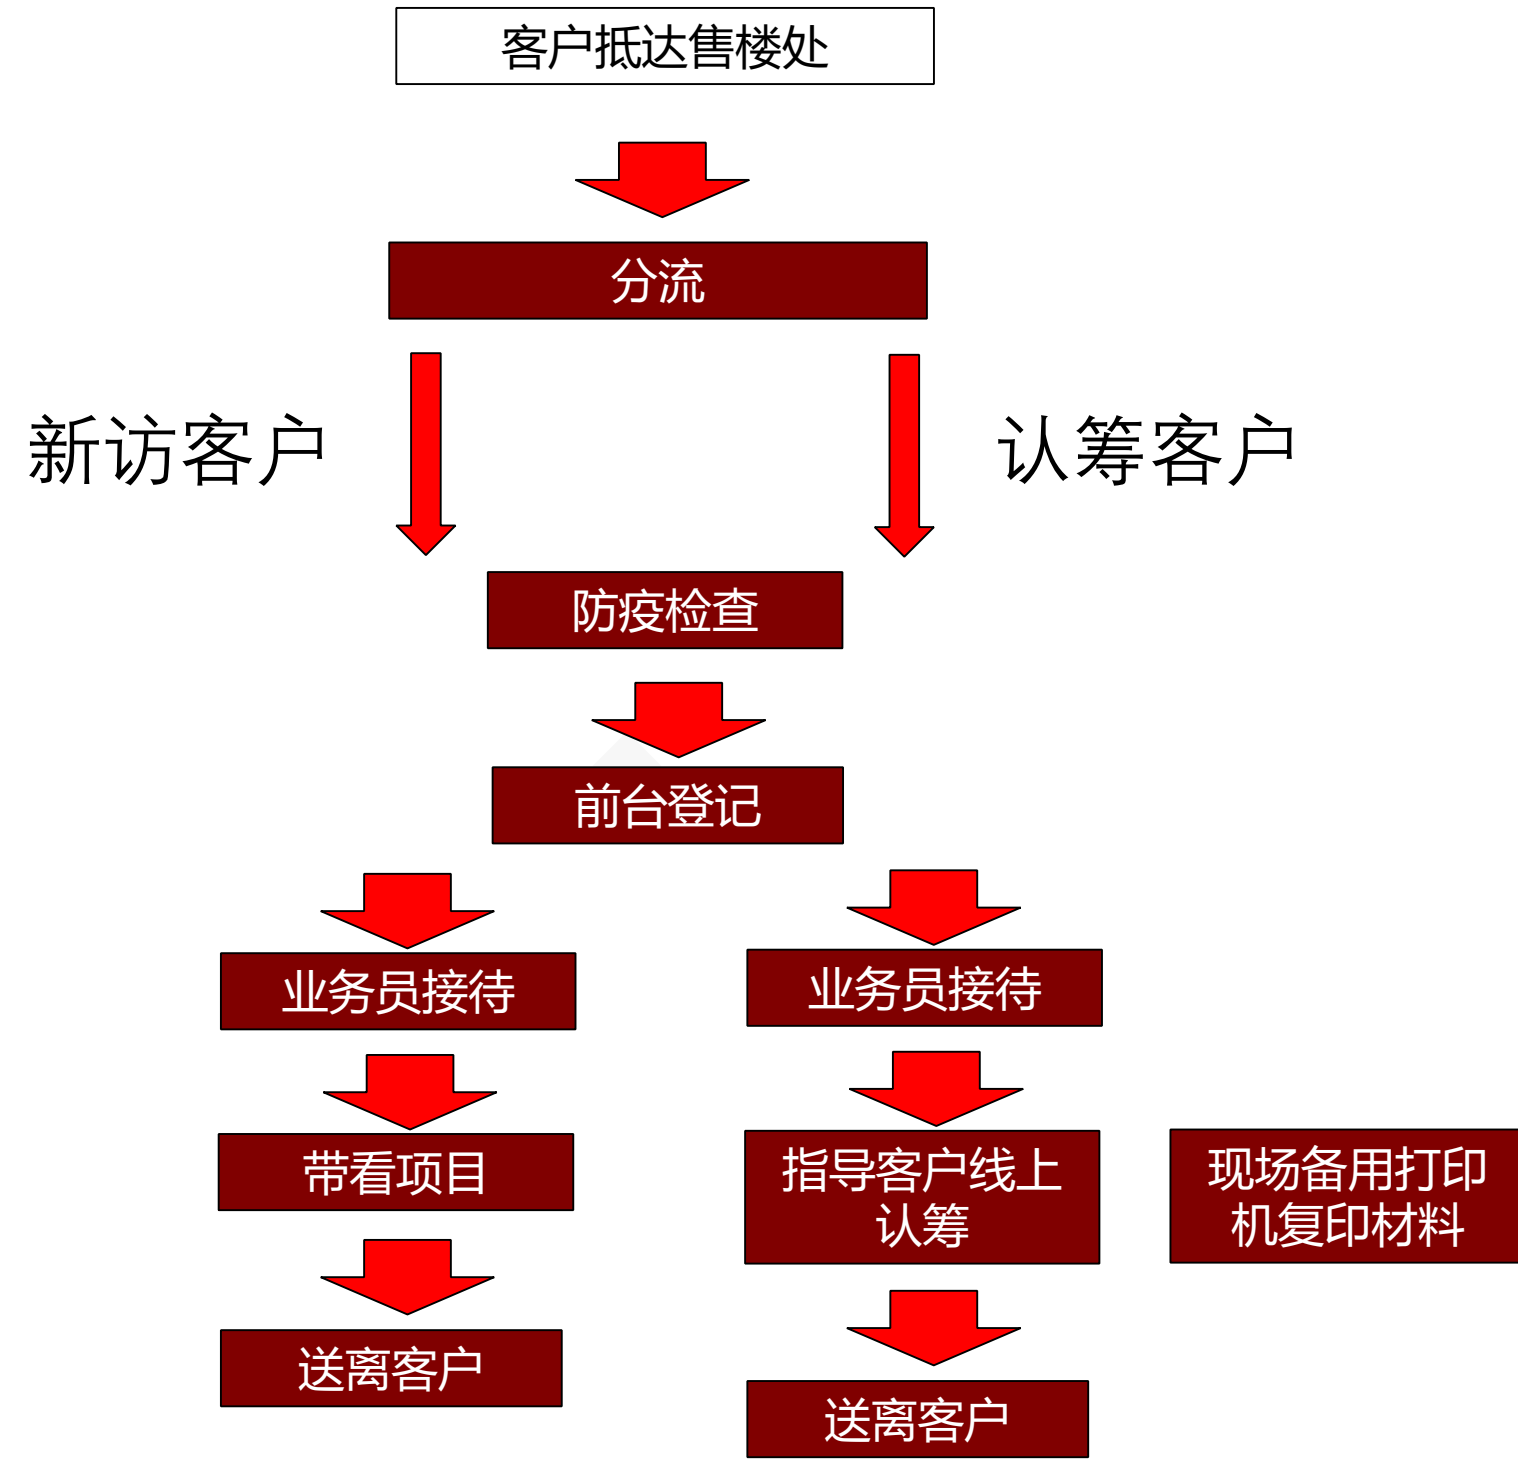 客户抵达售楼处
分流
新访客户
认筹客户
防疫检查
前台登记
业务员接待
业务员接待
带看项目
指导客户线上
认筹
现场备用打印
机复印材料
送离客户
送离客户